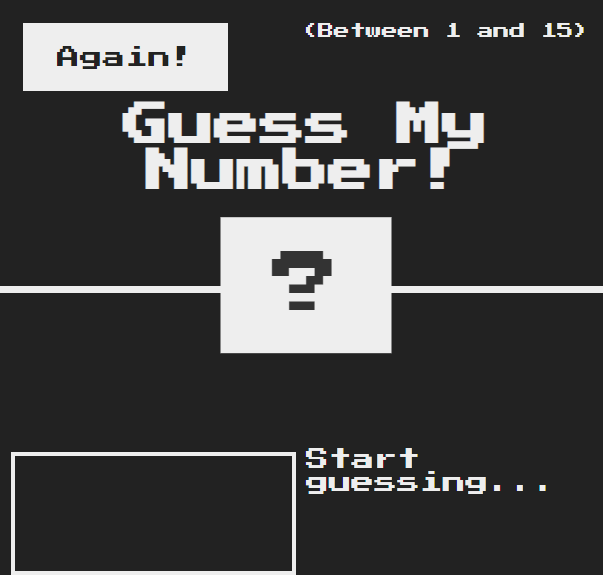 Again!
(Between 1 and 15)
Guess My
Number!
?
Start
guessing...